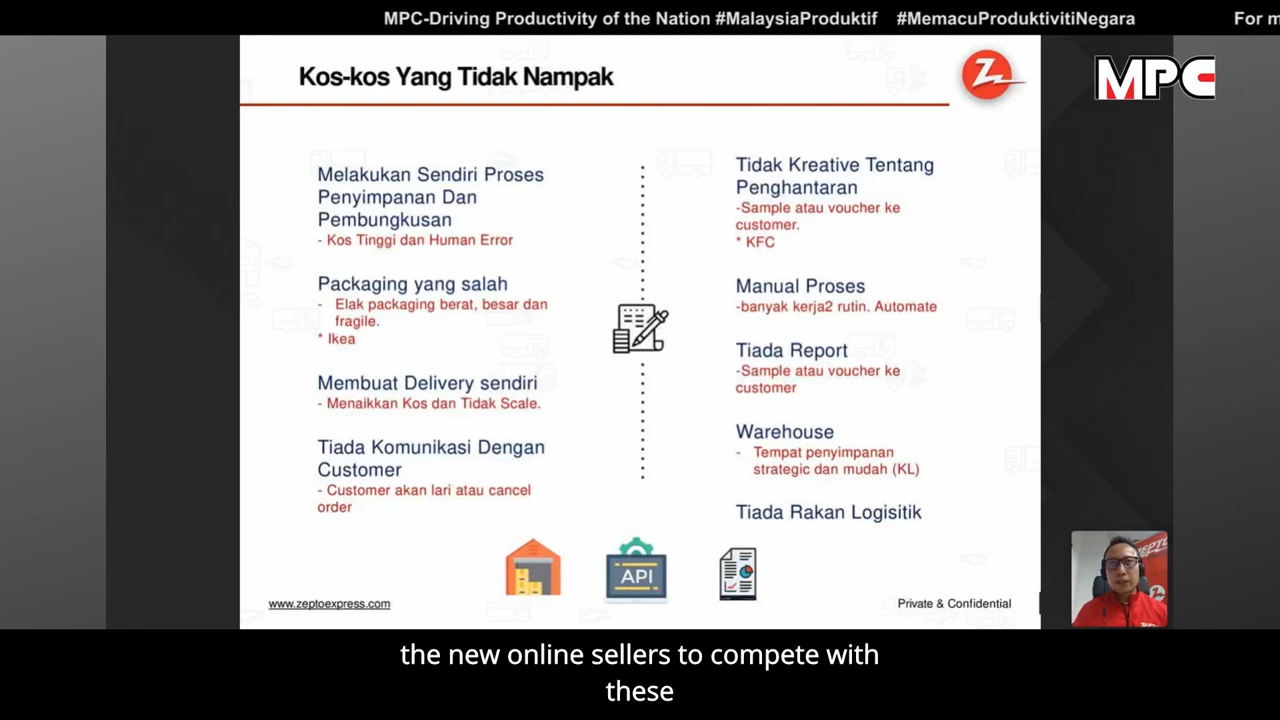 MPC-Driving Productivity of the Nation #MalaysiaProduktif #MemacuProduktivitiNegara For m
Kos-kos Yang Tidak Nampak
Z
MPC
Melakukan Sendiri Proses
Penyimpanan Dan
Pembungkusan
- Kos Tinggi dan Human Error
Packaging yang salah
- Elak packaging berat, besar dan
fragile.
* Ikea
Membuat Delivery sendiri
- Menaikkan Kos dan Tidak Scale.
Tiada Komunikasi Dengan
Customer
- Customer akan lari atau cancel
order
Tidak Kreative Tentang
Penghantaran
-Sample atau voucher ke
customer.
* KFC
Manual Proses
-banyak kerja2 rutin. Automate
Tiada Report
-Sample atau voucher ke
customer
Warehouse
- Tempat penyimpanan
strategic dan mudah (KL)
Tiada Rakan Logisitik
API
www.zeptoexpress.com
Private & Confidential
the new online sellers to compete with
these